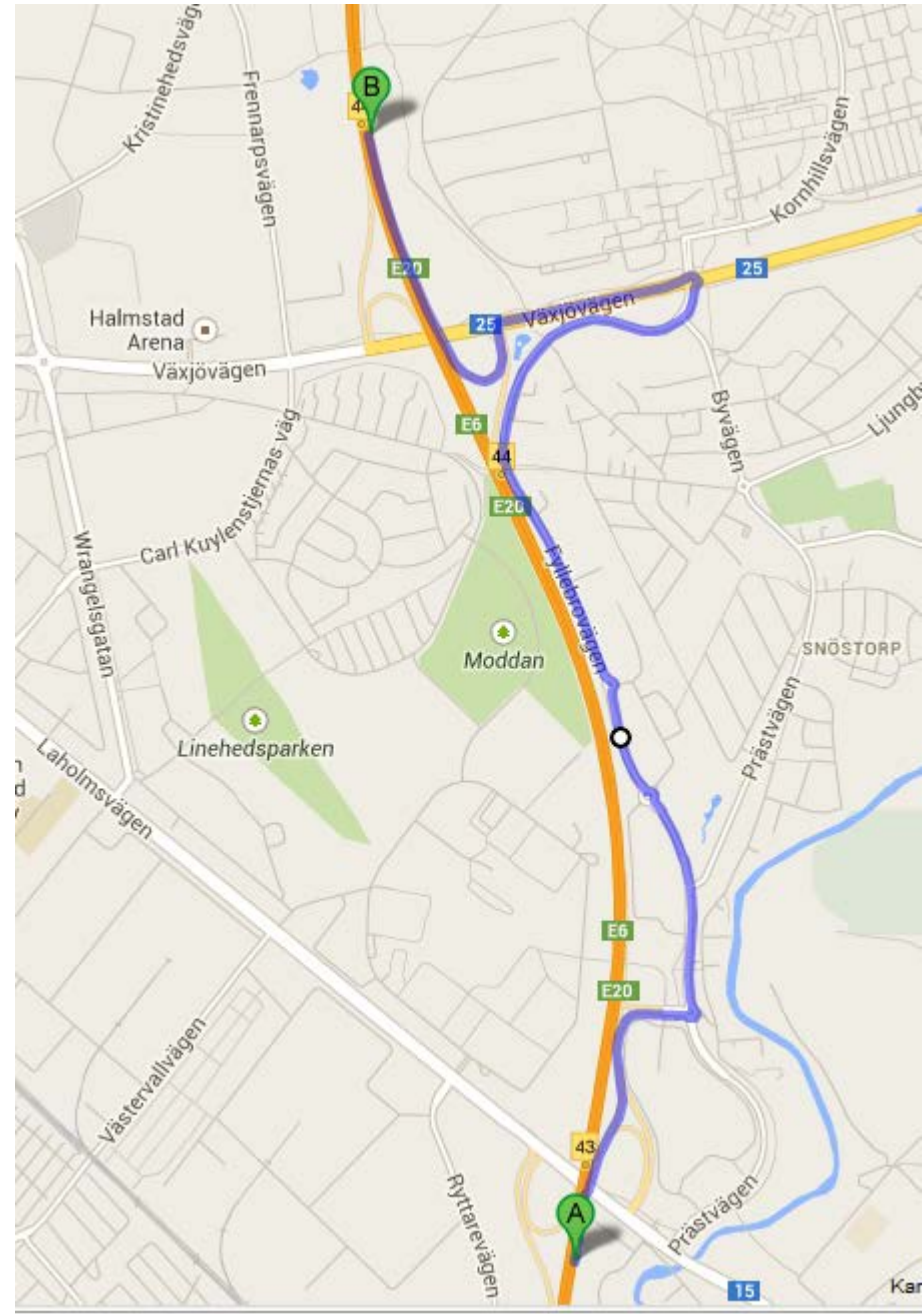 Kristinehedsväg
Frennarpsvägen
B
Kornhillsvägen
E20
25
25
Växjövägen
Halmstad
Arena
Växjövägen
Byvägen
E6
44
Carl Kuylenstjernas väg
E20
Wrangelsgatan
Fyllebrovägen
Moddan
SNÖSTORP
Linehedsparken
Prästvägen
Laholmsvägen
E6
E20
Västervallvägen
43
Ryttarevägen
A
Prästvägen
15